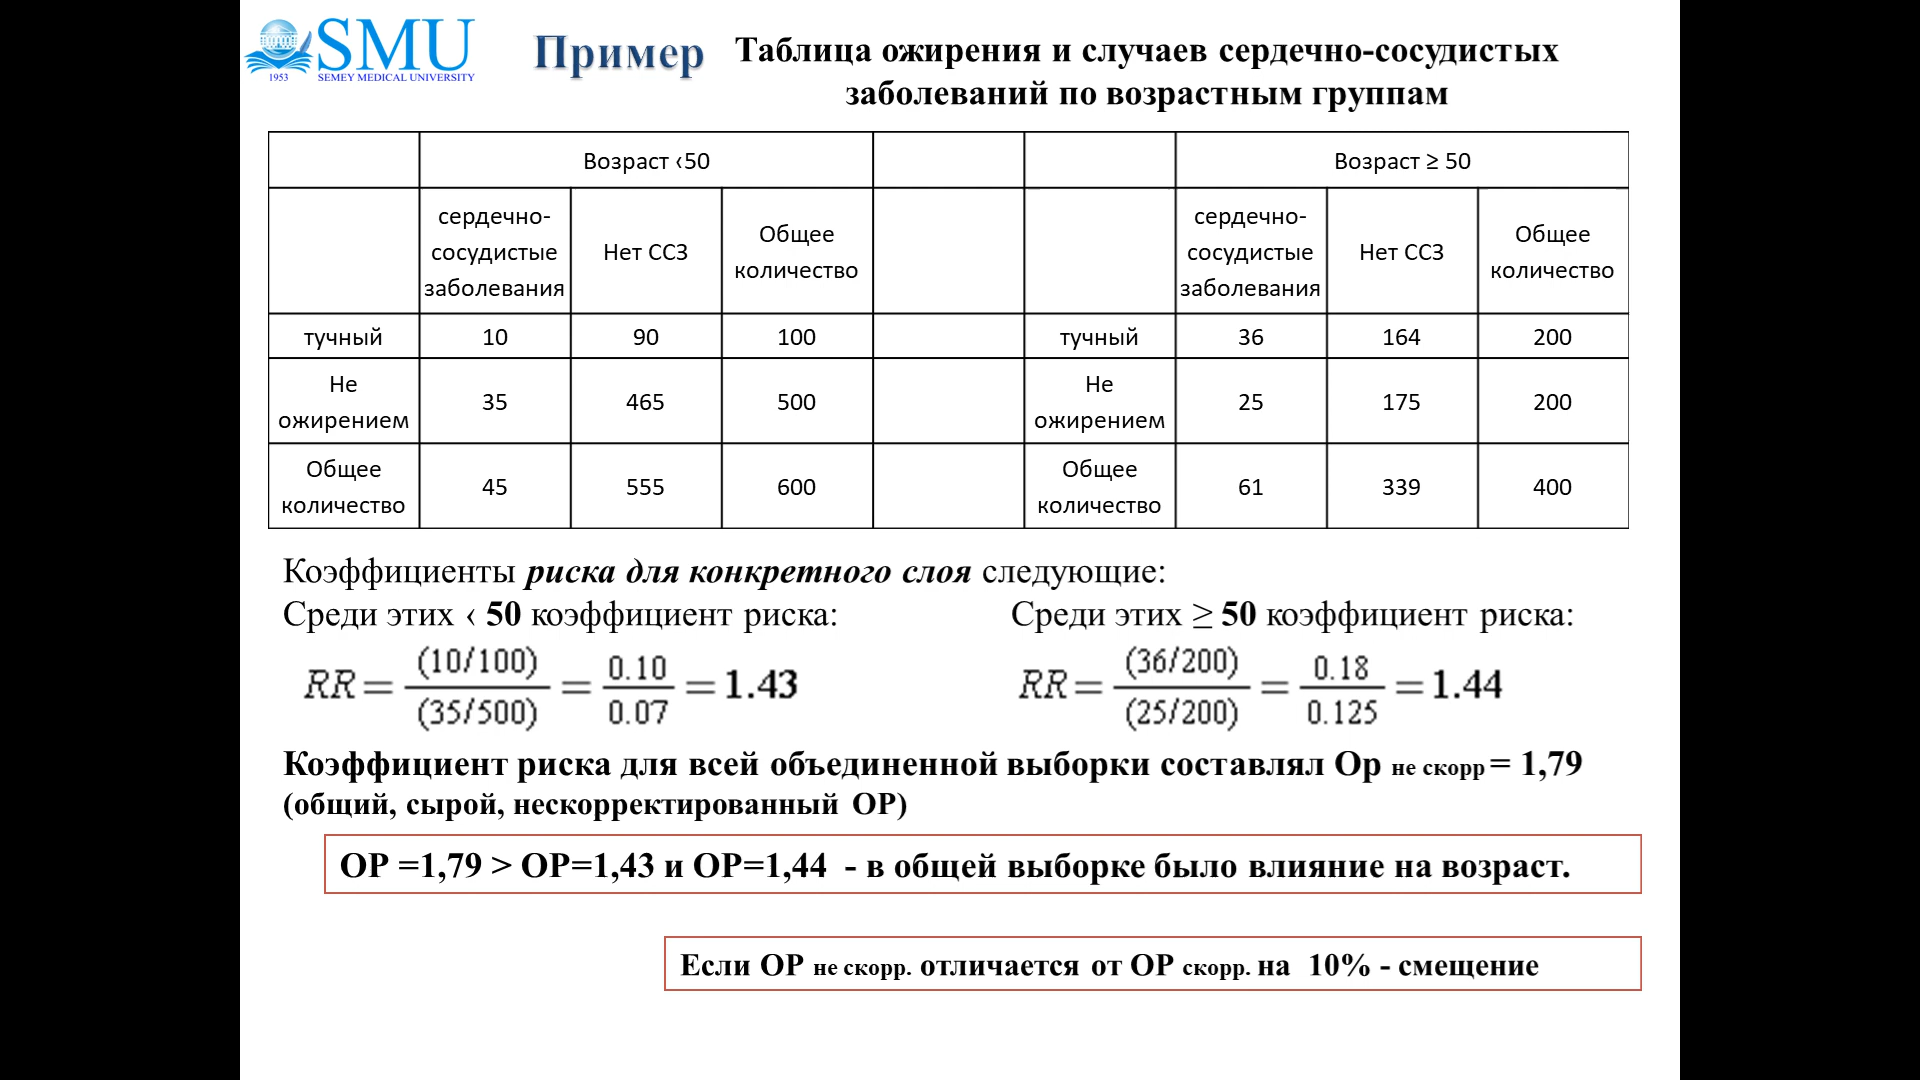 SMU
1953 SEMEY MEDICAL UNIVERSITY
Пример
Таблица ожирения и случаев сердечно-сосудистых
заболеваний по возрастным группам
Возраст ‹50 Возраст ≥ 50
сердечно-сосудистые заболевания Нет ССЗ Общее количество сердечно-сосудистые заболевания Нет ССЗ Общее количество
тучный 10 90 100 тучный 36 164 200
Не ожирением 35 465 500 Не ожирением 25 175 200
Общее количество 45 555 600 Общее количество 61 339 400
Коэффициенты риска для конкретного слоя следующие:
Среди этих ‹ 50 коэффициент риска: Среди этих ≥ 50 коэффициент риска:
RR = (10/100) / (35/500) = 0.10 / 0.07 = 1.43
RR = (36/200) / (25/200) = 0.18 / 0.125 = 1.44
Коэффициент риска для всей объединенной выборки составлял Ор не скорр = 1,79
(общий, сырой, нескорректированный ОР)
ОР =1,79 > ОР=1,43 и ОР=1,44 - в общей выборке было влияние на возраст.
Если ОР не скорр. отличается от ОР скорр. на 10% - смещение